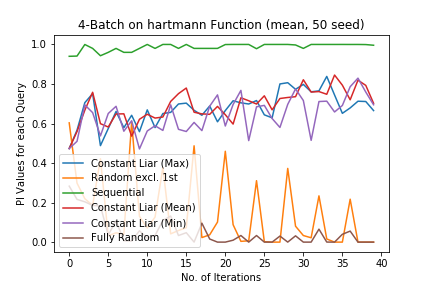 4-Batch on hartmann Function (mean, 50 seed)
PI Values for each Query
1.0
0.8
0.6
0.4
0.2
0.0
Constant Liar (Max)
Random excl. 1st
Sequential
Constant Liar (Mean)
Constant Liar (Min)
Fully Random
0 5 10 15 20 25 30 35 40
No. of Iterations